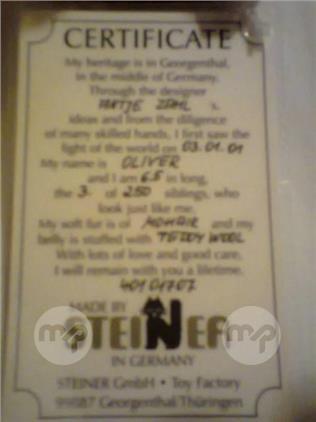 CERTIFICATE
My heritage is in Georgenthal,
in the middle of Germany.
Through the designer
s
ideas and from the diligence
of many skilled hands, I first saw the
light of the world on 03.01.01
My name is OLIVER
and I am 6.5 in long,
the 3. of 250 siblings, who
look just like me.
My soft fur is of MOHAIR and my
belly is stuffed with TEDDY WOOL
With lots of love and good care,
I will remain with you a lifetime.
MADE BY
STEINER
IN GERMANY
STEINER GmbH • Toy Factory
99887 Georgenthal/Thüringen
mp mp